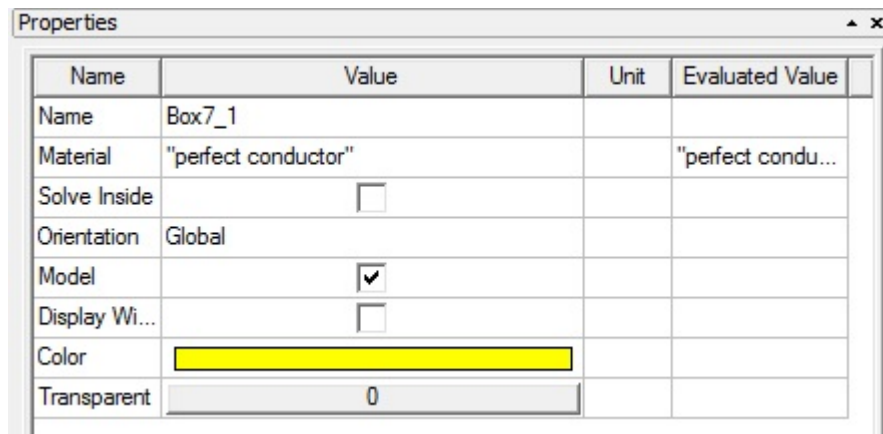 Properties
Name Value Unit Evaluated Value
Name Box7_1
Material "perfect conductor" "perfect condu...
Solve Inside
Orientation Global
Model
Display Wi...
Color
Transparent 0